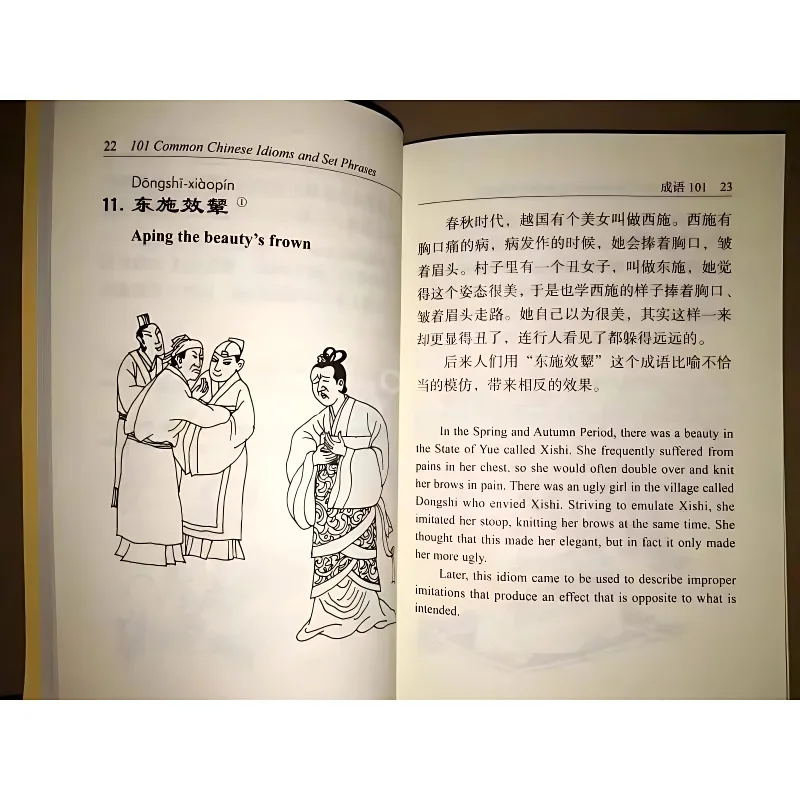 22 101 Common Chinese Idioms and Set Phrases
Dōngshī-xiàopín
11. 东施效颦 ①
Aping the beauty's frown
成语 101 23
春秋时代，越国有个美女叫做西施。西施有
胸口痛的病，病发作的时候，她会捧着胸口，皱
着眉头。村子里有一个丑女子，叫做东施，她觉
得这个姿态很美，于是也学西施的样子捧着胸口、
皱着眉头走路。她自己以为很美，其实这样一来
却更显得丑了，连行人看见了都躲得远远的。
后来人们用“东施效颦”这个成语比喻不恰
当的模仿，带来相反的效果。
In the Spring and Autumn Period, there was a beauty in
the State of Yue called Xishi. She frequently suffered from
pains in her chest. so she would often double over and knit
her brows in pain. There was an ugly girl in the village called
Dongshi who envied Xishi. Striving to emulate Xishi, she
imitated her stoop, knitting her brows at the same time. She
thought that this made her elegant, but in fact it only made
her more ugly.
Later, this idiom came to be used to describe improper
imitations that produce an effect that is opposite to what is
intended.